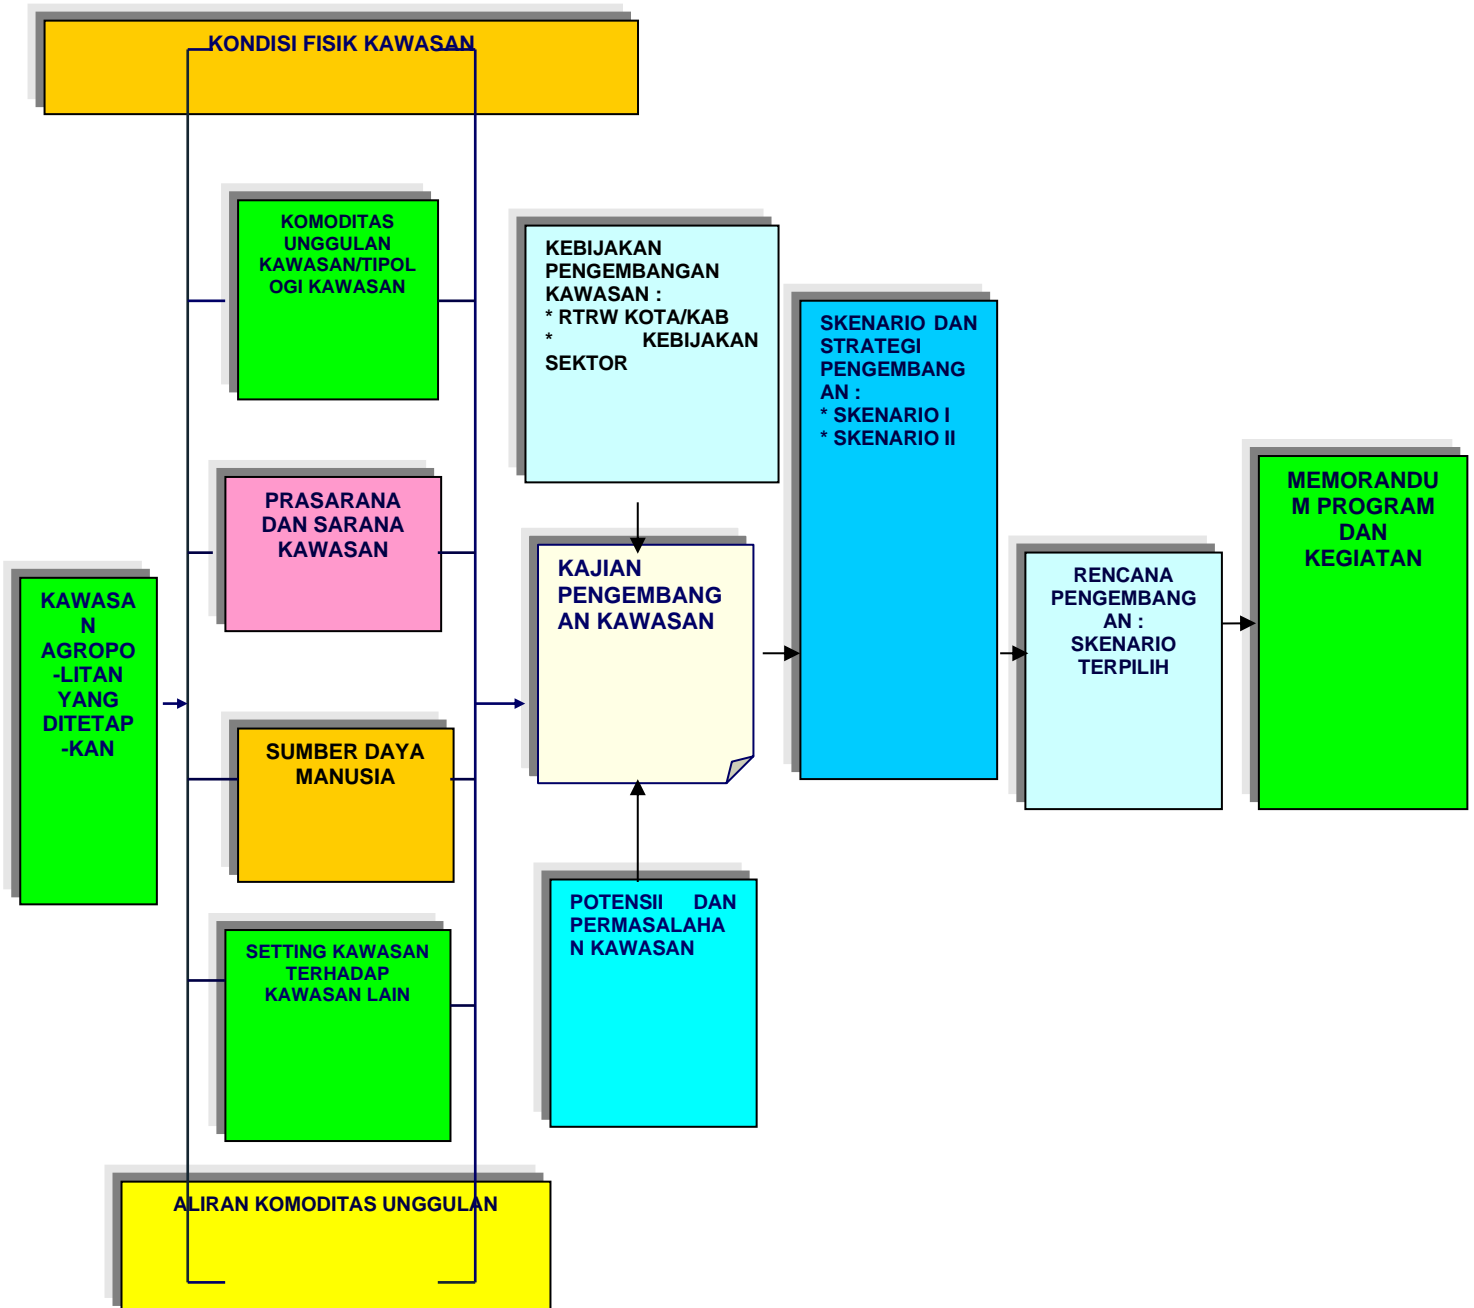 KONDISI FISIK KAWASAN
KOMODITAS
UNGGULAN
KAWASAN/TIPOL
OGI KAWASAN
PRASARANA
DAN SARANA
KAWASAN
KAWASA
N
AGROPO
-LITAN
YANG
DITETAP
-KAN
SUMBER DAYA
MANUSIA
SETTING KAWASAN
TERHADAP
KAWASAN LAIN
ALIRAN KOMODITAS UNGGULAN
KEBIJAKAN
PENGEMBANGAN
KAWASAN :
* RTRW KOTA/KAB
* KEBIJAKAN
SEKTOR
KAJIAN
PENGEMBANG
AN KAWASAN
POTENSII DAN
PERMASALAHA
N KAWASAN
SKENARIO DAN
STRATEGI
PENGEMBANG
AN :
* SKENARIO I
* SKENARIO II
RENCANA
PENGEMBANG
AN :
SKENARIO
TERPILIH
MEMORANDU
M PROGRAM
DAN
KEGIATAN